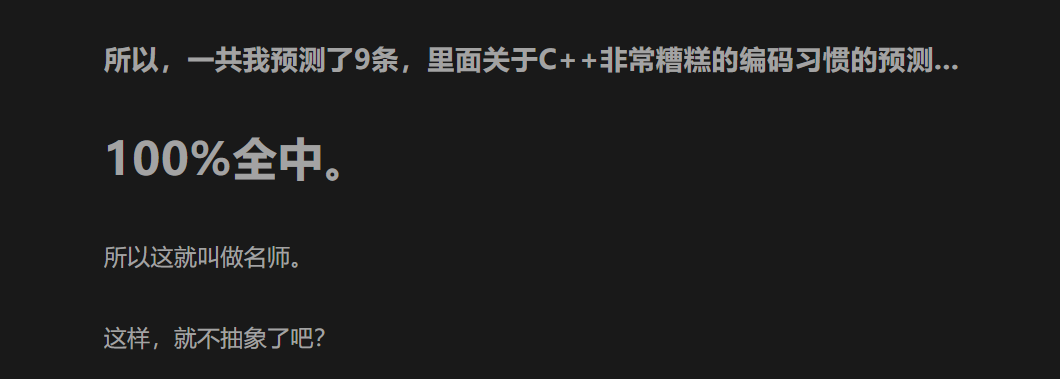 所以，一共我预测了9条，里面关于C++非常糟糕的编码习惯的预测...
100%全中。
所以这就叫做名师。
这样，就不抽象了吧？